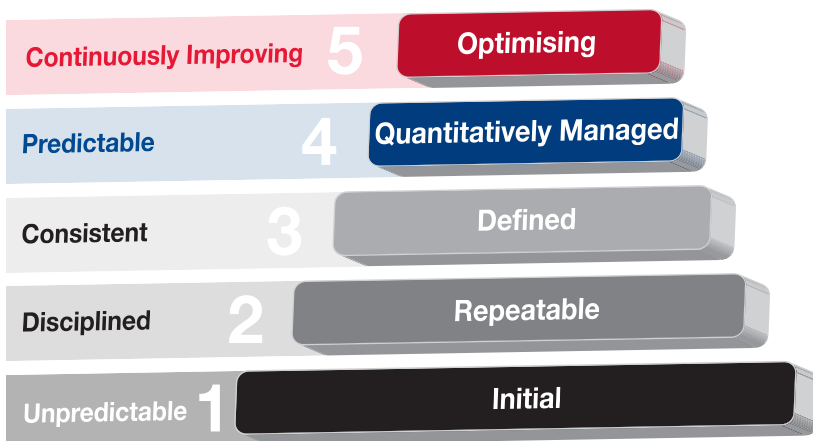 Continuously Improving 5 Optimising
Predictable 4 Quantitatively Managed
Consistent 3 Defined
Disciplined 2 Repeatable
Unpredictable 1 Initial